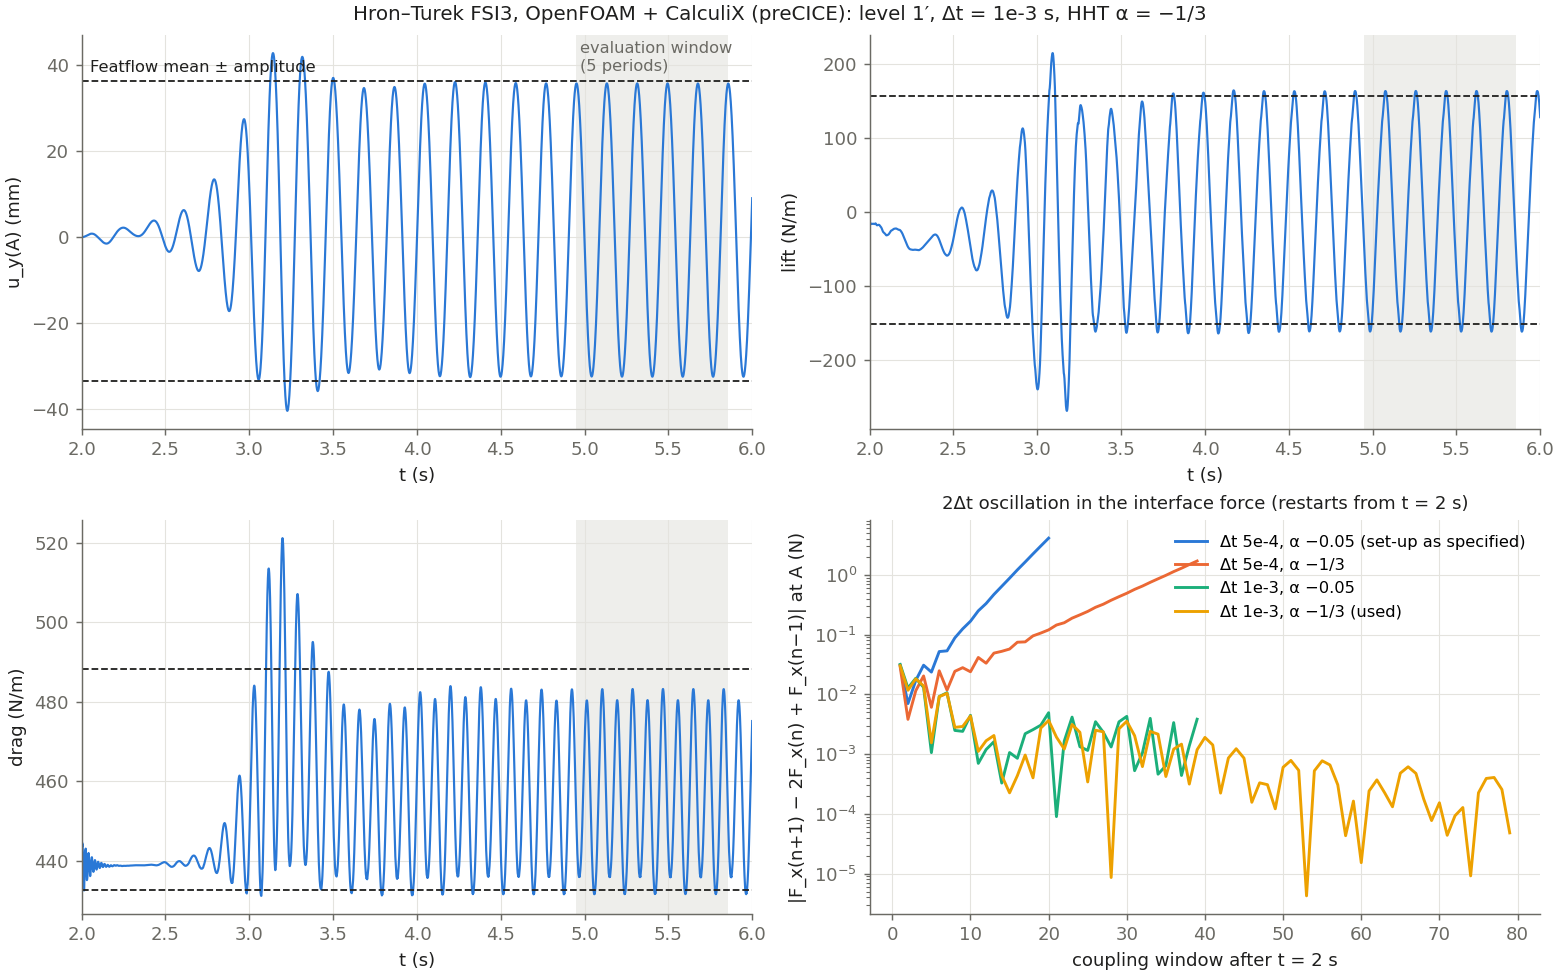 Hron–Turek FSI3, OpenFOAM + CalculiX (preCICE): level 1′, Δt = 1e-3 s, HHT α = −1/3
Featflow mean ± amplitude
evaluation window
(5 periods)
u_y(A) (mm)
40
20
0
−20
−40
2.0 2.5 3.0 3.5 4.0 4.5 5.0 5.5 6.0
t (s)
lift (N/m)
200
100
0
−100
−200
2.0 2.5 3.0 3.5 4.0 4.5 5.0 5.5 6.0
t (s)
drag (N/m)
520
500
480
460
440
2.0 2.5 3.0 3.5 4.0 4.5 5.0 5.5 6.0
t (s)
2Δt oscillation in the interface force (restarts from t = 2 s)
|F_x(n+1) − 2F_x(n) + F_x(n−1)| at A (N)
Δt 5e-4, α −0.05 (set-up as specified)
Δt 5e-4, α −1/3
Δt 1e-3, α −0.05
Δt 1e-3, α −1/3 (used)
10⁰
10⁻¹
10⁻²
10⁻³
10⁻⁴
10⁻⁵
0 10 20 30 40 50 60 70 80
coupling window after t = 2 s